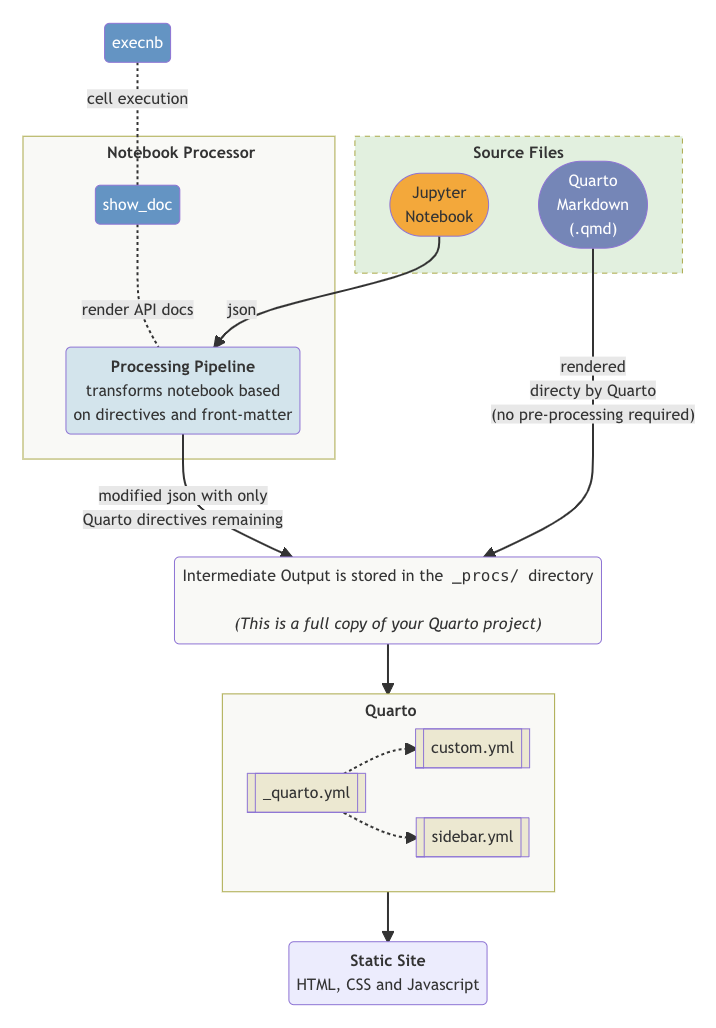 execnb
cell execution
Notebook Processor
Source Files
show_doc
Jupyter
Notebook
Quarto
Markdown
(.qmd)
render API docs
json
Processing Pipeline
transforms notebook based
on directives and front-matter
rendered
directy by Quarto
(no pre-processing required)
modified json with only
Quarto directives remaining
Intermediate Output is stored in the _procs/ directory
(This is a full copy of your Quarto project)
Quarto
custom.yml
_quarto.yml
sidebar.yml
Static Site
HTML, CSS and Javascript